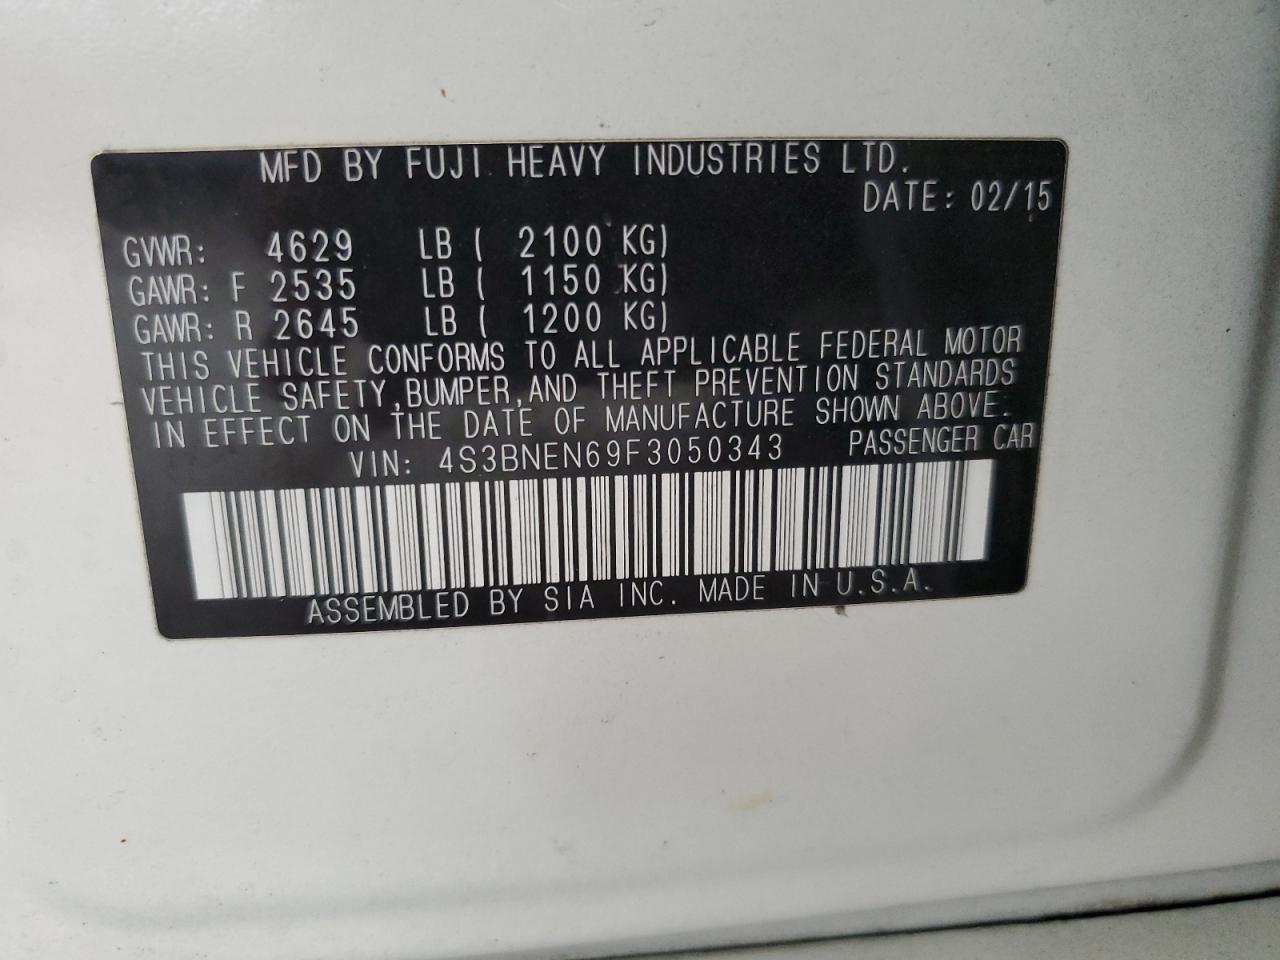 MFD BY FUJI HEAVY INDUSTRIES LTD.
DATE: 02/15
GVWR: 4629 LB ( 2100 KG)
GAWR: F 2535 LB ( 1150 KG)
GAWR: R 2645 LB ( 1200 KG)
THIS VEHICLE CONFORMS TO ALL APPLICABLE FEDERAL MOTOR
VEHICLE SAFETY,BUMPER,AND THEFT PREVENTION STANDARDS
IN EFFECT ON THE DATE OF MANUFACTURE SHOWN ABOVE.
VIN: 4S3BNEN69F3050343 PASSENGER CAR
ASSEMBLED BY SIA INC. MADE IN U.S.A.